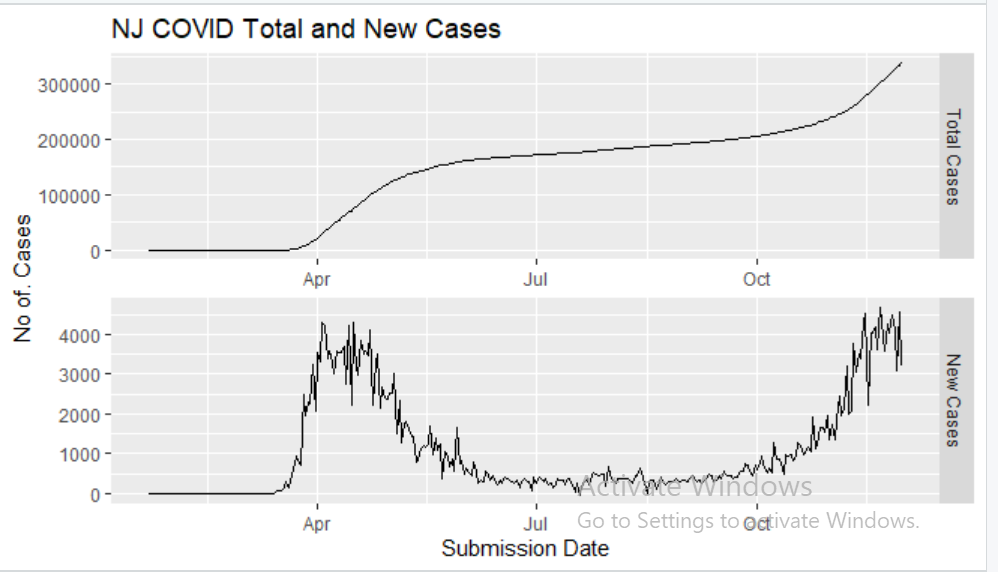 NJ COVID Total and New Cases
No of. Cases
300000
200000
100000
0
Total Cases
Apr Jul Oct
4000
3000
2000
1000
0
New Cases
Activate Windows
Apr Jul Oct
Go to Settings to activate Windows.
Submission Date